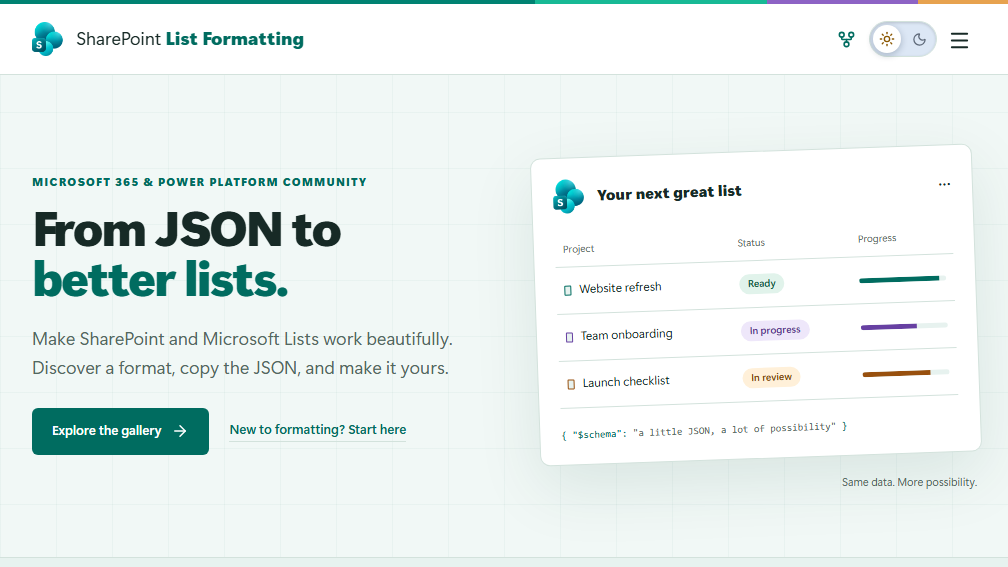 S
SharePoint List Formatting
MICROSOFT 365 & POWER PLATFORM COMMUNITY
From JSON to
better lists.
Make SharePoint and Microsoft Lists work beautifully.
Discover a format, copy the JSON, and make it yours.
Explore the gallery
New to formatting? Start here
S
Your next great list
...
Project Status Progress
Website refresh Ready
Team onboarding In progress
Launch checklist In review
{ "$schema": "a little JSON, a lot of possibility" }
Same data. More possibility.